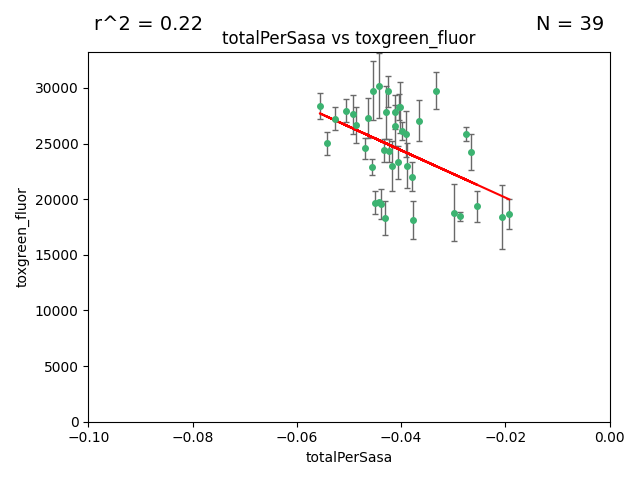 r^2 = 0.22
N = 39
totalPerSasa vs toxgreen_fluor
toxgreen_fluor
30000
25000
20000
15000
10000
5000
0
−0.10
−0.08
−0.06
−0.04
−0.02
0.00
totalPerSasa